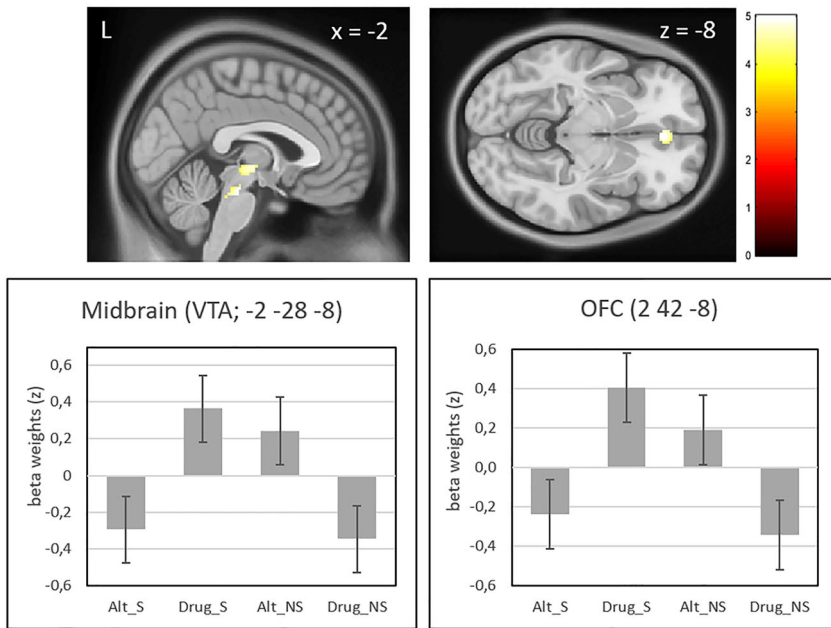 L
x = -2
z = -8
5
4
3
2
1
0
Midbrain (VTA; -2 -28 -8)
beta weights (z)
0,6
0,4
0,2
0
-0,2
-0,4
-0,6
Alt_S Drug_S Alt_NS Drug_NS
OFC (2 42 -8)
beta weights (z)
0,6
0,4
0,2
0,0
-0,2
-0,4
-0,6
Alt_S Drug_S Alt_NS Drug_NS